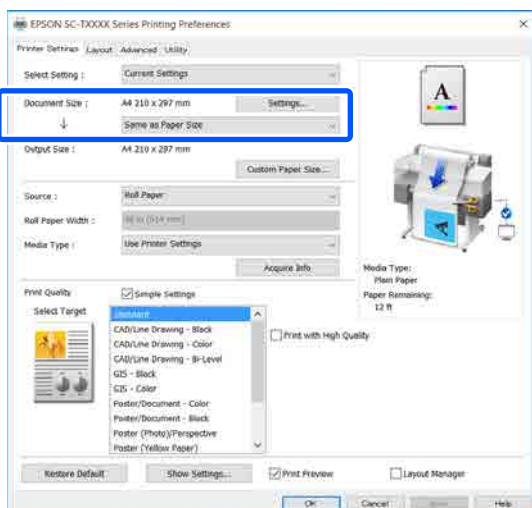 EPSON SC-TXXXX Series Printing Preferences
Printer Settings Layout Advanced Utility
Select Setting : Current Settings
Document Size : A4 210 x 297 mm Settings...
↓ Same as Paper Size
Output Size : A4 210 x 297 mm
Custom Paper Size...
Source : Roll Paper
Roll Paper Width :
Media Type : Use Printer Settings
Acquire Info
A
Media Type:
Plain Paper
Paper Remaining:
12 ft
Print Quality Simple Settings
Select Target
Standard
CAD/Line Drawing - Black
CAD/Line Drawing - Color
CAD/Line Drawing - Bi-Level
GIS - Black
GIS - Color
Poster/Document - Color
Poster/Document - Black
Poster (Photo)/Perspective
Poster (Yellow Paper)
Print with High Quality
Restore Default Show Settings... Print Preview Layout Manager
OK Cancel Help